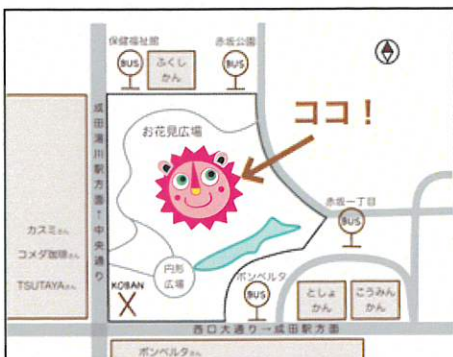 保健福祉館
BUS
ふくし
かん
赤坂公園
BUS
ココ！
お花見広場
成田湯川駅方面↑中央通り
カスミさん
コメダ珈琲さん
TSUTAYAさん
赤坂一丁目
BUS
円形
広場
KOBAN
X
ボンベルタ
BUS
としょ
かん
こうみん
かん
西口大通り→成田駅方面
ボンベルタさん